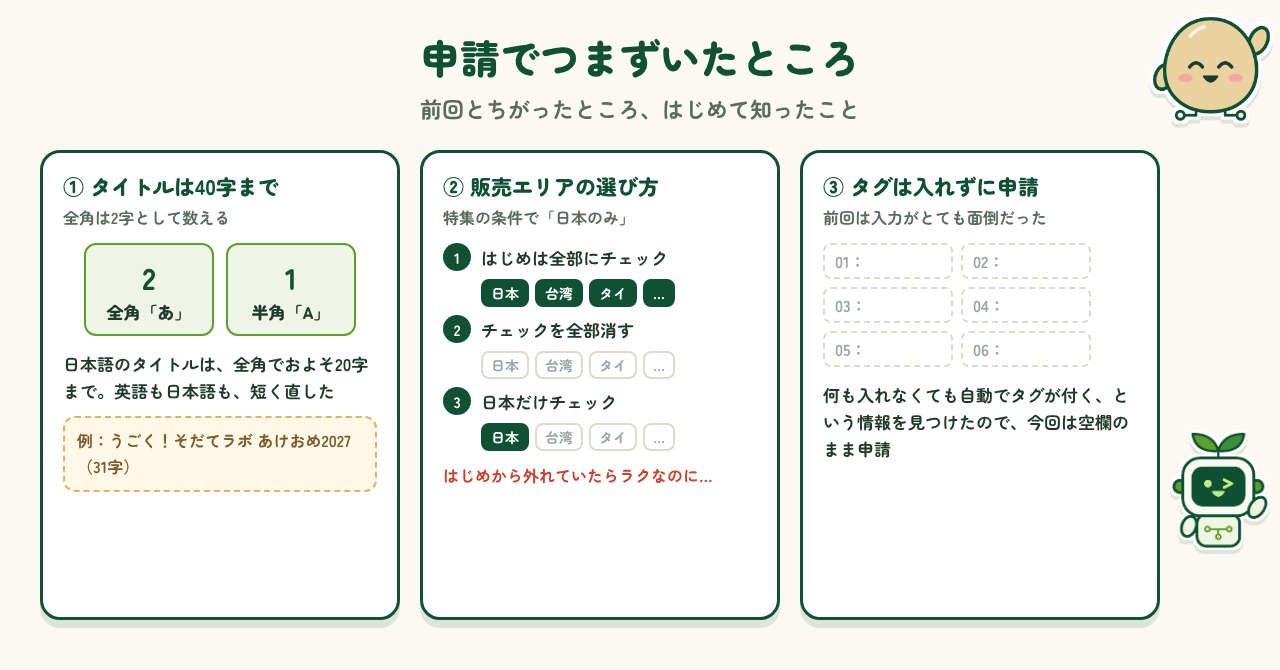 申請でつまずいたところ
前回とちがったところ、はじめて知ったこと
① タイトルは40字まで
全角は2字として数える
2
全角「あ」
1
半角「A」
日本語のタイトルは、全角でおよそ20字
まで。英語も日本語も、短く直した
例：うごく！そだてラボ あけおめ2027
（31字）
② 販売エリアの選び方
特集の条件で「日本のみ」
1 はじめは全部にチェック
日本 台湾 タイ ...
2 チェックを全部消す
日本 台湾 タイ ...
3 日本だけチェック
日本 台湾 タイ ...
はじめから外れていたらラクなのに…
③ タグは入れずに申請
前回は入力がとても面倒だった
01： 02：
03： 04：
05： 06：
何も入れなくても自動でタグが付く、と
いう情報を見つけたので、今回は空欄の
まま申請